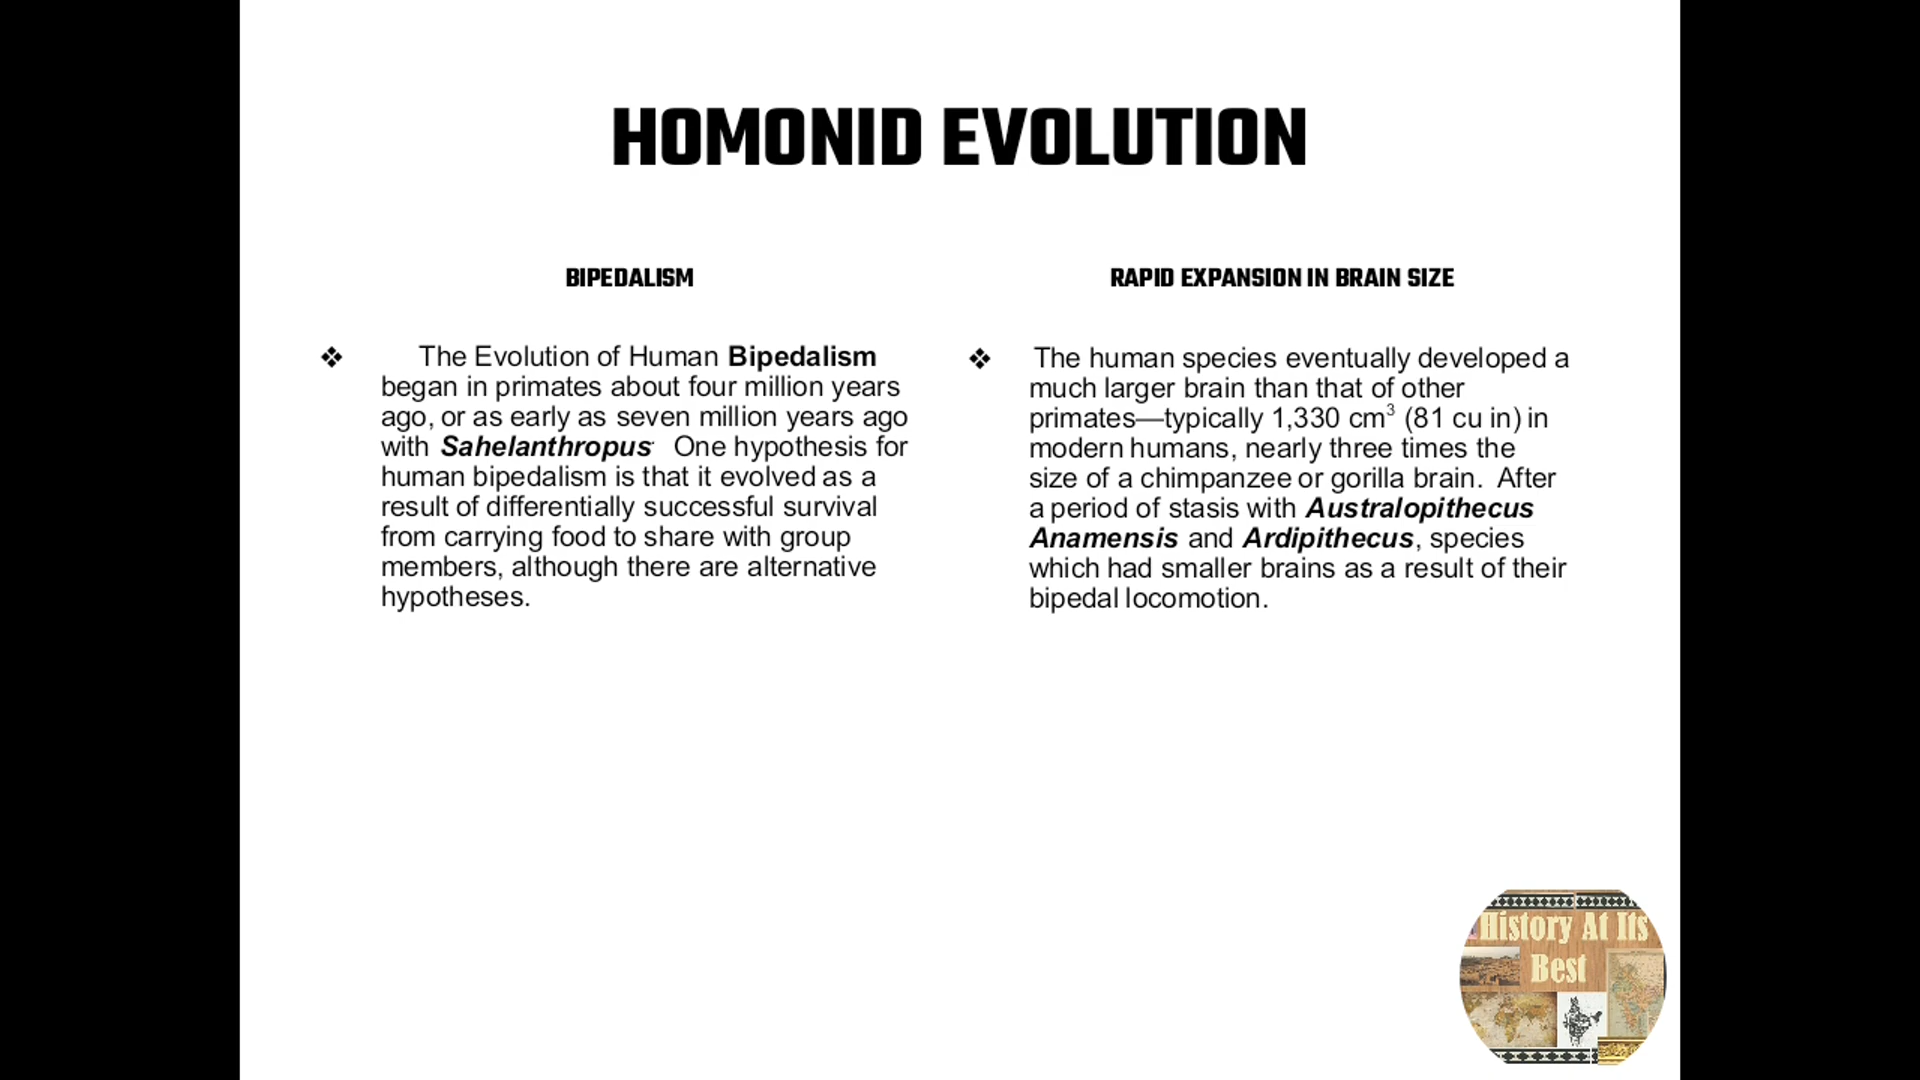 HOMONID EVOLUTION
BIPEDALISM
❖ The Evolution of Human Bipedalism
began in primates about four million years
ago, or as early as seven million years ago
with Sahelanthropus. One hypothesis for
human bipedalism is that it evolved as a
result of differentially successful survival
from carrying food to share with group
members, although there are alternative
hypotheses.
RAPID EXPANSION IN BRAIN SIZE
❖ The human species eventually developed a
much larger brain than that of other
primates—typically 1,330 cm³ (81 cu in) in
modern humans, nearly three times the
size of a chimpanzee or gorilla brain. After
a period of stasis with Australopithecus
Anamensis and Ardipithecus, species
which had smaller brains as a result of their
bipedal locomotion.
History At Its
Best